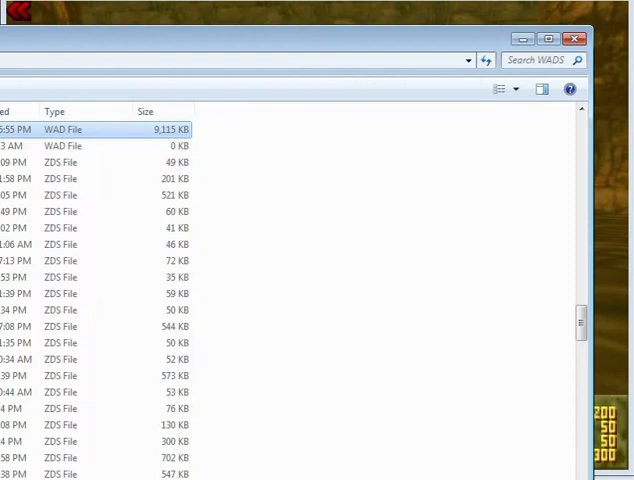 Search WADS
ed Type Size
5:55 PM WAD File 9,115 KB
3 AM WAD File 0 KB
:09 PM ZDS File 49 KB
1:58 PM ZDS File 201 KB
:05 PM ZDS File 521 KB
:49 PM ZDS File 60 KB
:02 PM ZDS File 41 KB
1:06 AM ZDS File 46 KB
7:13 PM ZDS File 72 KB
:53 PM ZDS File 35 KB
1:39 PM ZDS File 59 KB
:34 PM ZDS File 50 KB
7:08 PM ZDS File 544 KB
1:35 PM ZDS File 50 KB
0:34 AM ZDS File 52 KB
:39 PM ZDS File 573 KB
0:44 AM ZDS File 53 KB
4 PM ZDS File 76 KB
:08 PM ZDS File 130 KB
:4 PM ZDS File 300 KB
:58 PM ZDS File 702 KB
:38 PM ZDS File 547 KB
200
50
50
300